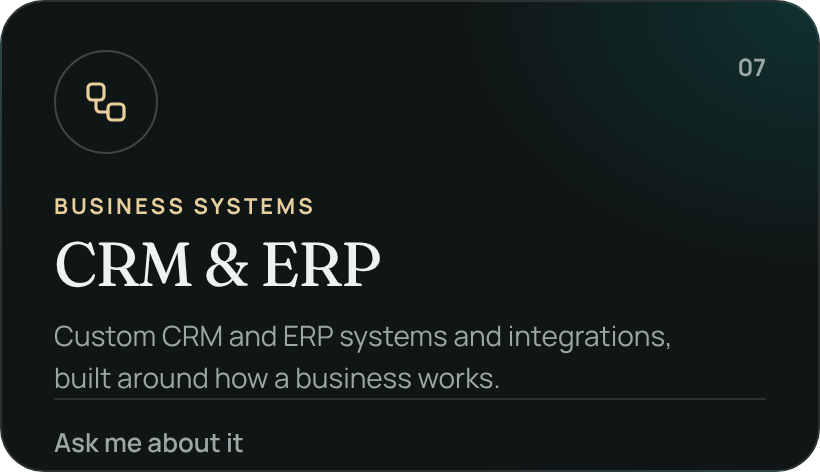 07
BUSINESS SYSTEMS
CRM & ERP
Custom CRM and ERP systems and integrations,
built around how a business works.
Ask me about it